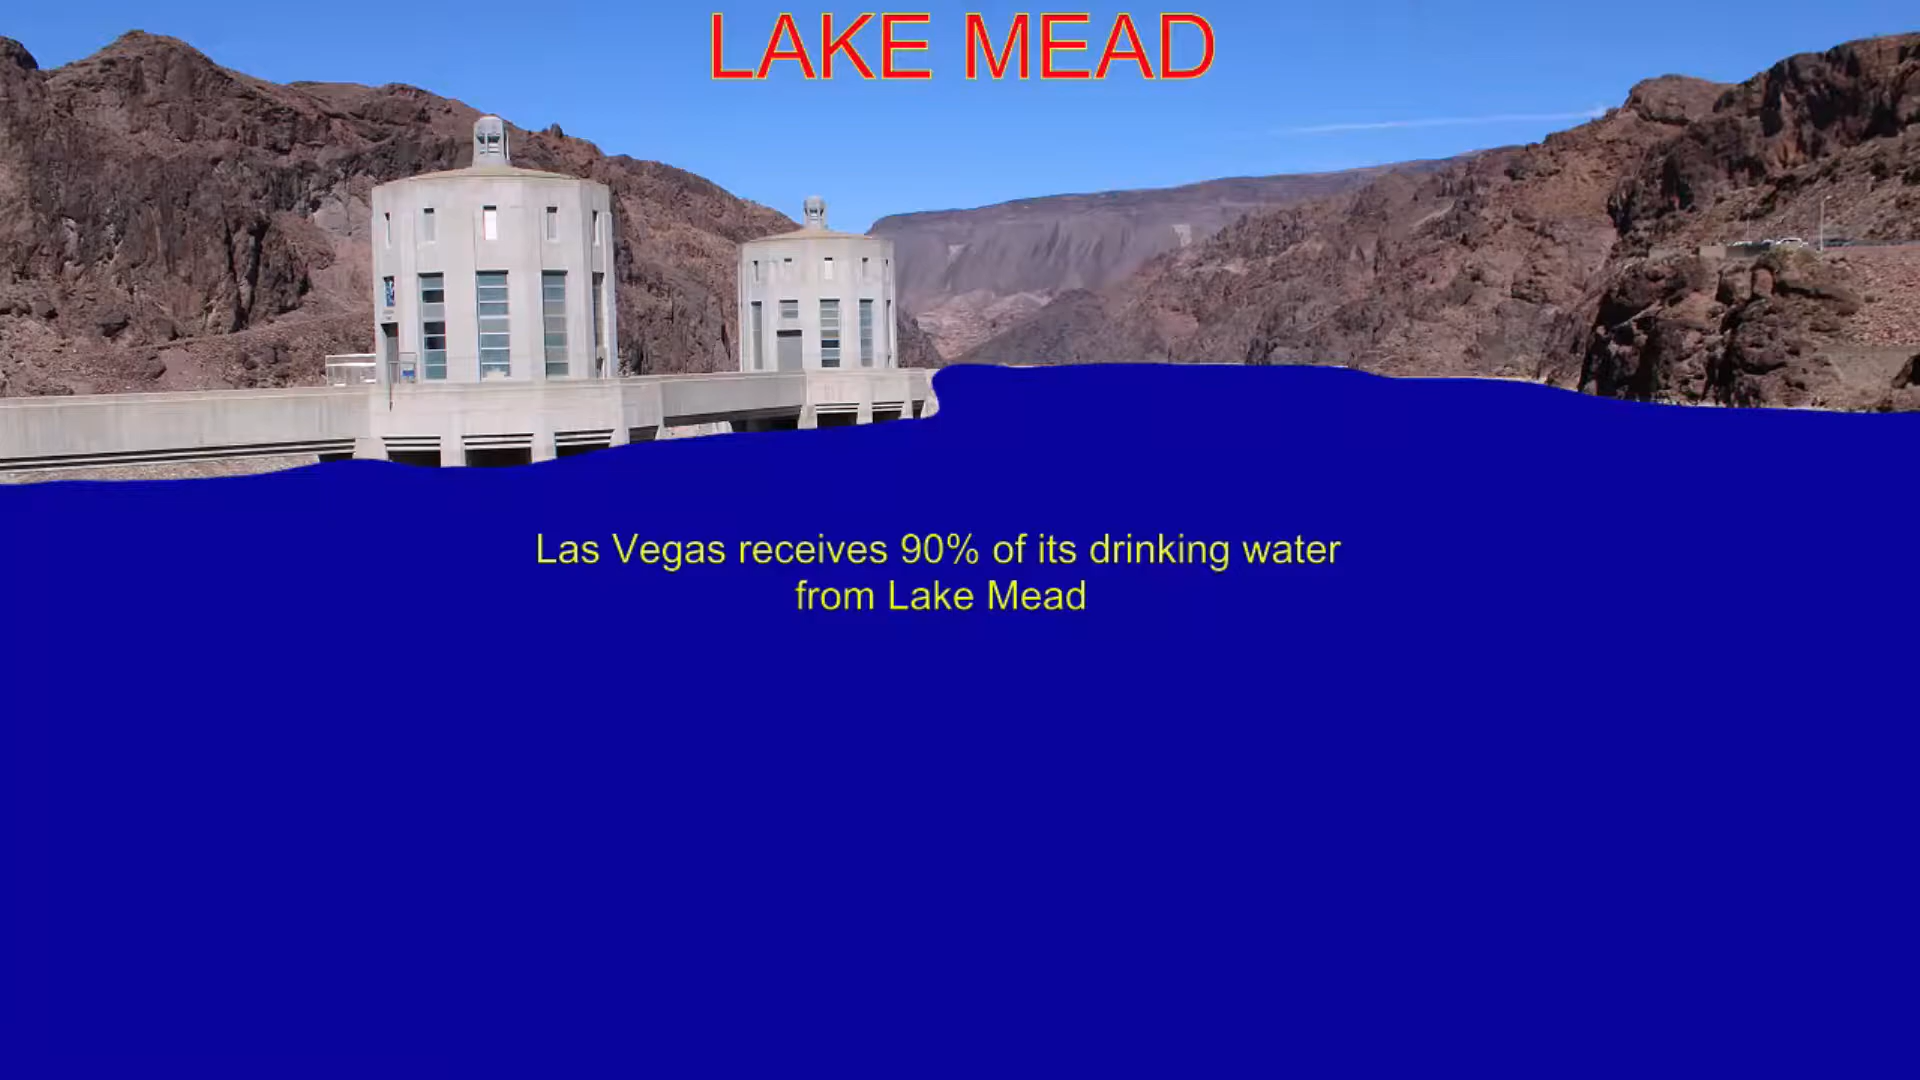 LAKE MEAD
Las Vegas receives 90% of its drinking water
from Lake Mead